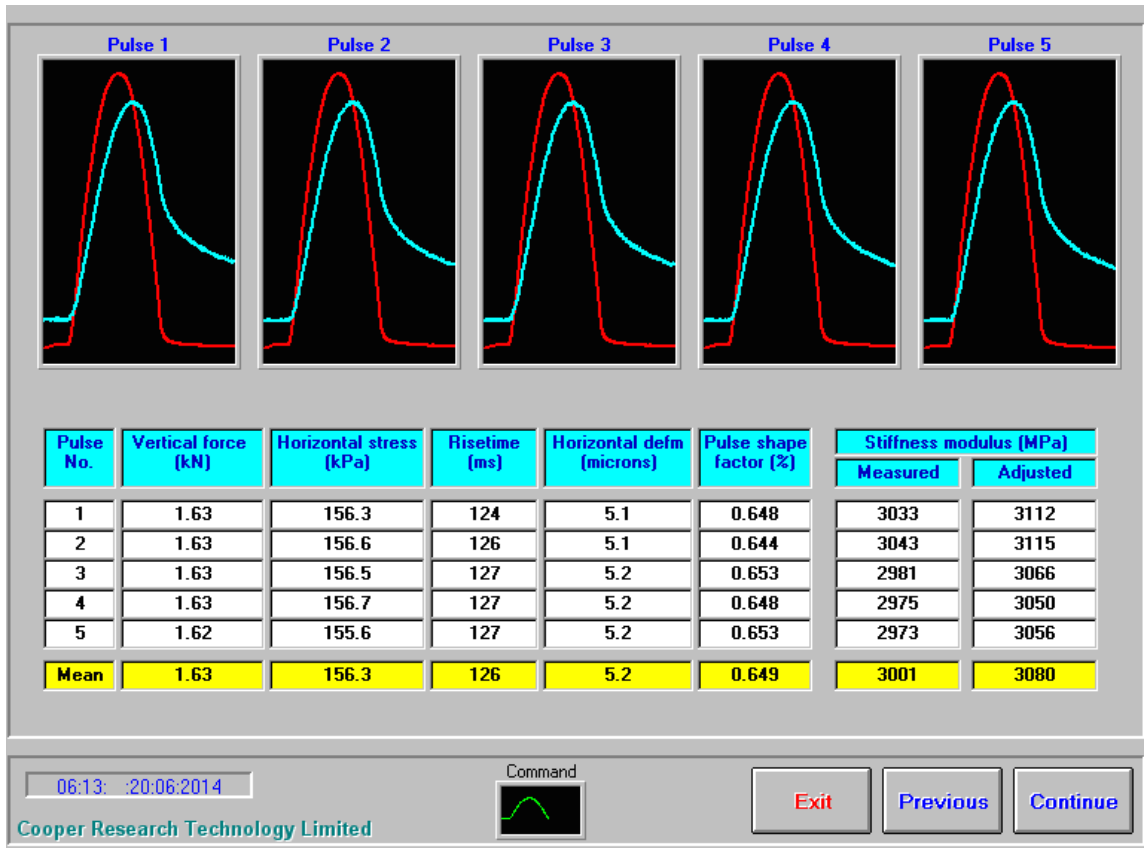 Pulse 1 Pulse 2 Pulse 3 Pulse 4 Pulse 5
Pulse No. Vertical force (kN) Horizontal stress (kPa) Risetime (ms) Horizontal defm (microns) Pulse shape factor (%) Stiffness modulus (MPa)
Measured Adjusted
1 1.63 156.3 124 5.1 0.648 3033 3112
2 1.63 156.6 126 5.1 0.644 3043 3115
3 1.63 156.5 127 5.2 0.653 2981 3066
4 1.63 156.7 127 5.2 0.648 2975 3050
5 1.62 155.6 127 5.2 0.653 2973 3056
Mean 1.63 156.3 126 5.2 0.649 3001 3080
06:13: :20:06:2014
Cooper Research Technology Limited
Command
Exit Previous Continue